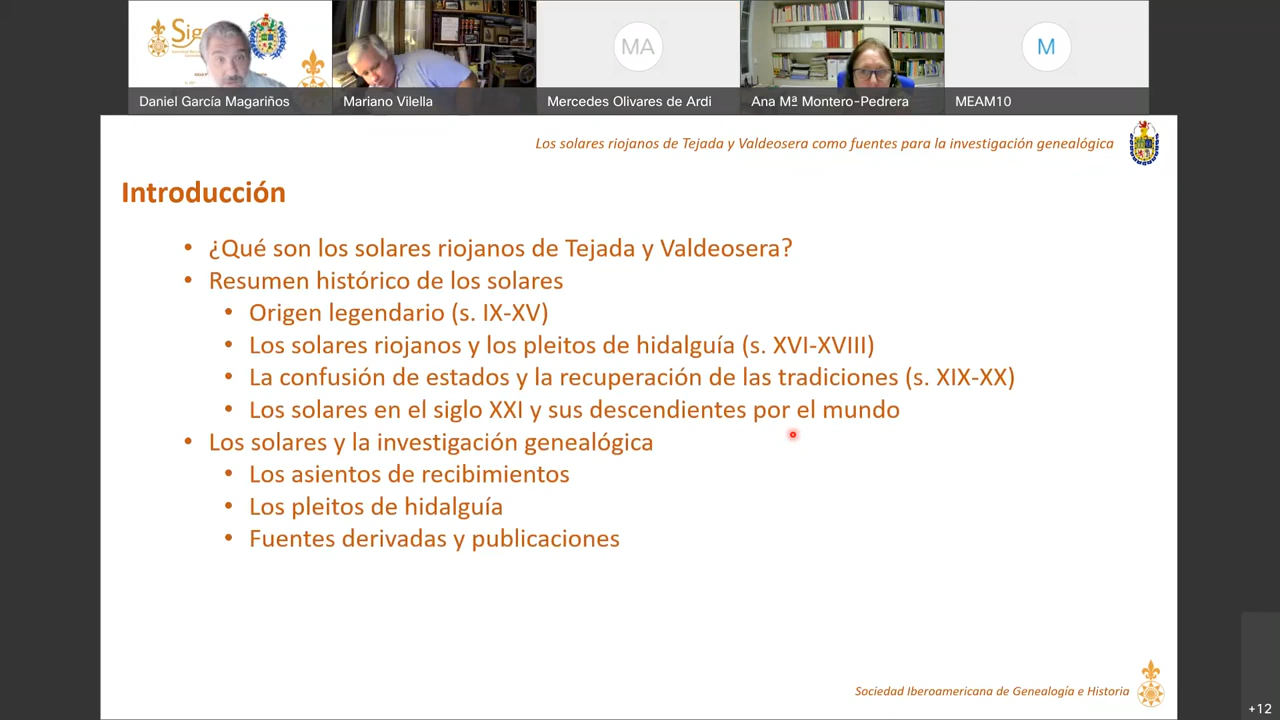 Daniel García Magariños
Mariano Vilella
MA
Mercedes Olivares de Ardi
Ana Mª Montero-Pedrera
M
MEAM10
Los solares riojanos de Tejada y Valdeosera como fuentes para la investigación genealógica
Introducción
• ¿Qué son los solares riojanos de Tejada y Valdeosera?
• Resumen histórico de los solares
• Origen legendario (s. IX-XV)
• Los solares riojanos y los pleitos de hidalguía (s. XVI-XVIII)
• La confusión de estados y la recuperación de las tradiciones (s. XIX-XX)
• Los solares en el siglo XXI y sus descendientes por el mundo
• Los solares y la investigación genealógica
• Los asientos de recibimientos
• Los pleitos de hidalguía
• Fuentes derivadas y publicaciones
Sociedad Iberoamericana de Genealogía e Historia
+12